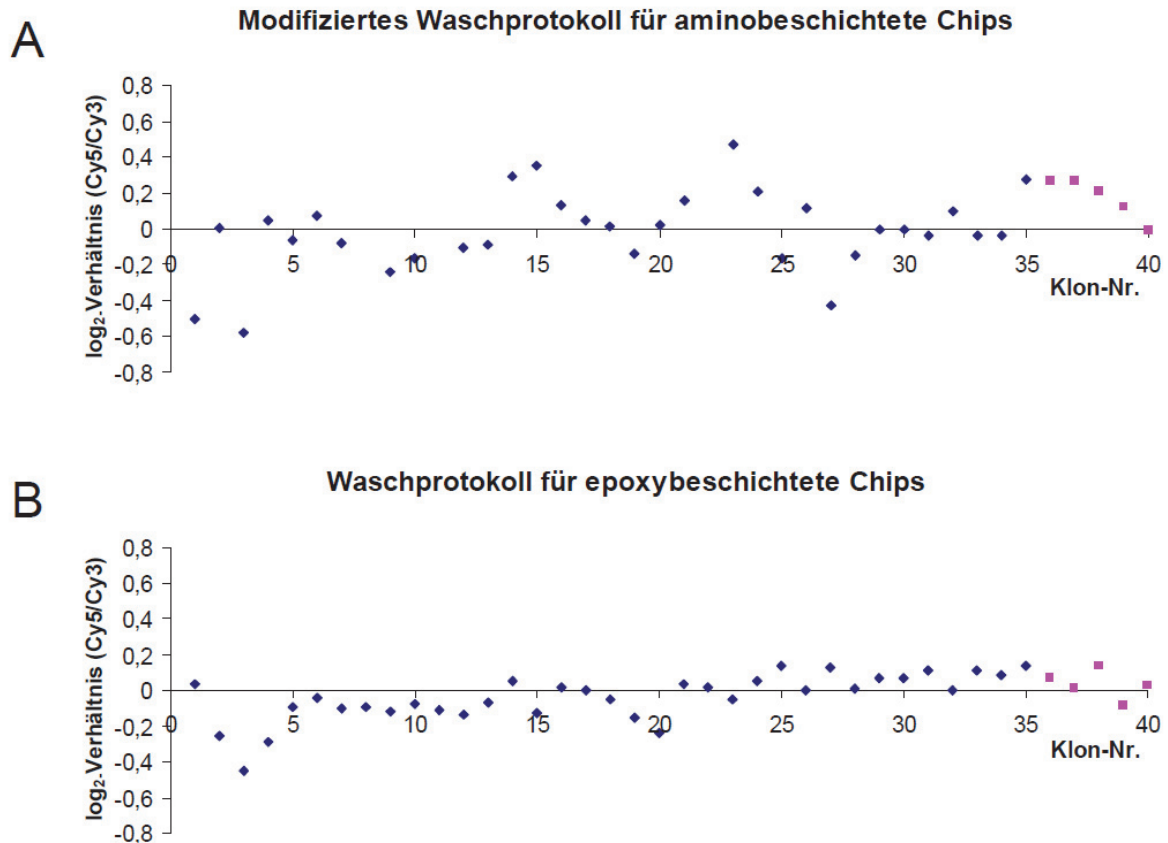 A
Modifiziertes Waschprotokoll für aminobeschichtete Chips
log₂-Verhältnis (Cy5/Cy3)
0,8
0,6
0,4
0,2
0
-0,2
-0,4
-0,6
-0,8
0 5 10 15 20 25 30 35 40
Klon-Nr.
B
Waschprotokoll für epoxybeschichtete Chips
log₂-Verhältnis (Cy5/Cy3)
0,8
0,6
0,4
0,2
0
-0,2
-0,4
-0,6
-0,8
0 5 10 15 20 25 30 35 40
Klon-Nr.